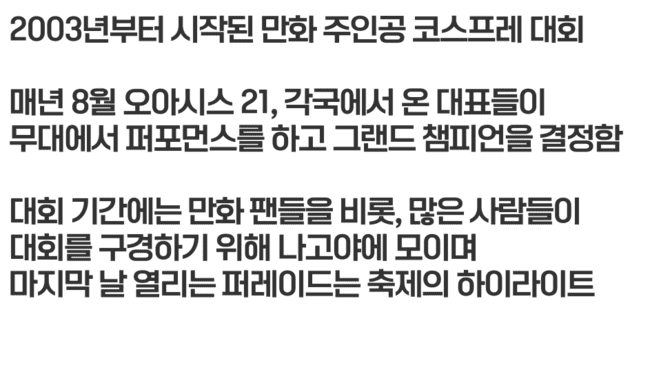 2003년부터 시작된 만화 주인공 코스프레 대회
매년 8월 오아시스 21, 각국에서 온 대표들이
무대에서 퍼포먼스를 하고 그랜드 챔피언을 결정함
대회 기간에는 만화 팬들을 비롯, 많은 사람들이
대회를 구경하기 위해 나고야에 모이며
마지막 날 열리는 퍼레이드는 축제의 하이라이트